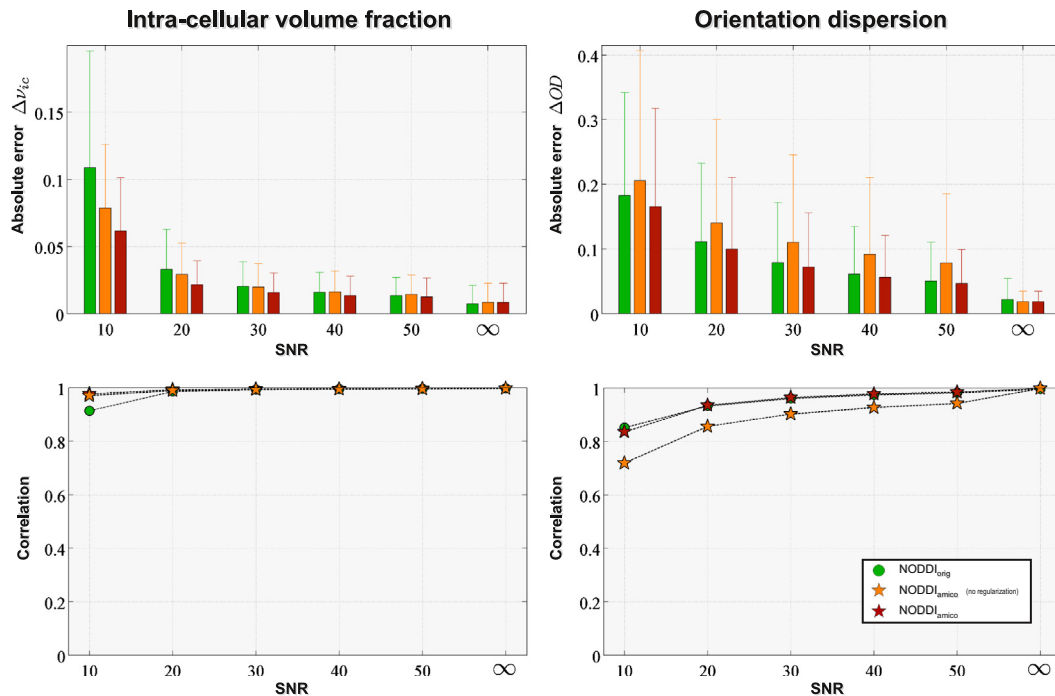 Intra-cellular volume fraction
Orientation dispersion
Absolute error Δν_ic
0.15
0.1
0.05
0
10 20 30 40 50 ∞
SNR
Absolute error ΔOD
0.4
0.3
0.2
0.1
0
10 20 30 40 50 ∞
SNR
Correlation
1
0.8
0.6
0.4
0.2
0
10 20 30 40 50 ∞
SNR
Correlation
1
0.8
0.6
0.4
0.2
0
10 20 30 40 50 ∞
SNR
NODDI_orig
NODDI_amico (no regularization)
NODDI_amico